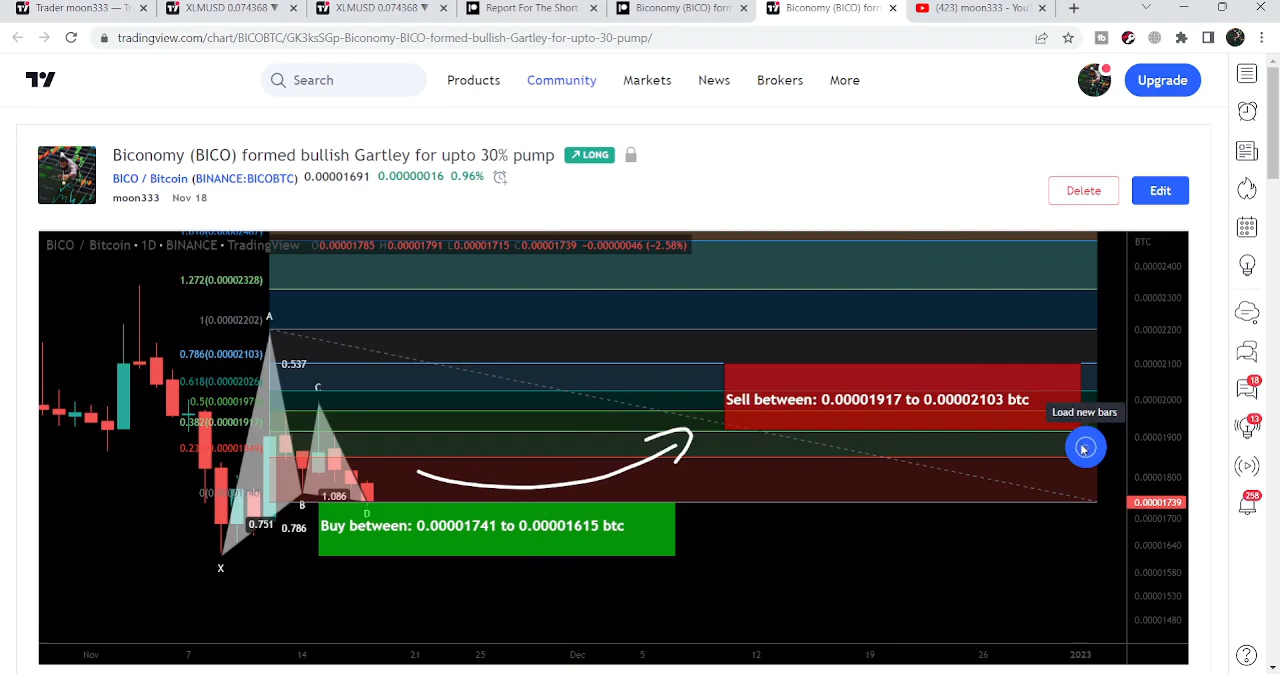 Trader moon333 —
XLMUSD 0.074368 ▼
XLMUSD 0.074368 ▼
Report For The Short
Biconomy (BICO) form
Biconomy (BICO) forn
(423) moon333 - You
tradingview.com/chart/BICOBTC/GK3ksSGp-Biconomy-BICO-formed-bullish-Gartley-for-upto-30-pump/
Search
Products
Community
Markets
News
Brokers
More
Upgrade
Biconomy (BICO) formed bullish Gartley for upto 30% pump
LONG
BICO / Bitcoin (BINANCE:BICOBTC) 0.00001691 0.00000016 0.96%
moon333 Nov 18
Delete
Edit
BICO / Bitcoin • 1D • BINANCE • TradingView O0.00001785 H0.00001791 L0.00001715 C0.00001739 −0.00000046 (−2.58%)
BTC
0.00002400
1.272(0.00002328)
0.00002300
A
1(0.00002202)
0.00002200
0.786(0.00002103)
0.537
0.00002100
C
0.618(0.00002026)
Sell between: 0.00001917 to 0.00002103 btc
0.00002000
Load new bars
0.382(0.00001917)
0.00001900
0.00001800
1.086
B
0.00001739
D
0.751
0.786
Buy between: 0.00001741 to 0.00001615 btc
0.00001700
0.00001640
X
0.00001580
0.00001530
0.00001480
Nov
7
14
21
25
Dec
5
12
19
26
2023
18
13
258